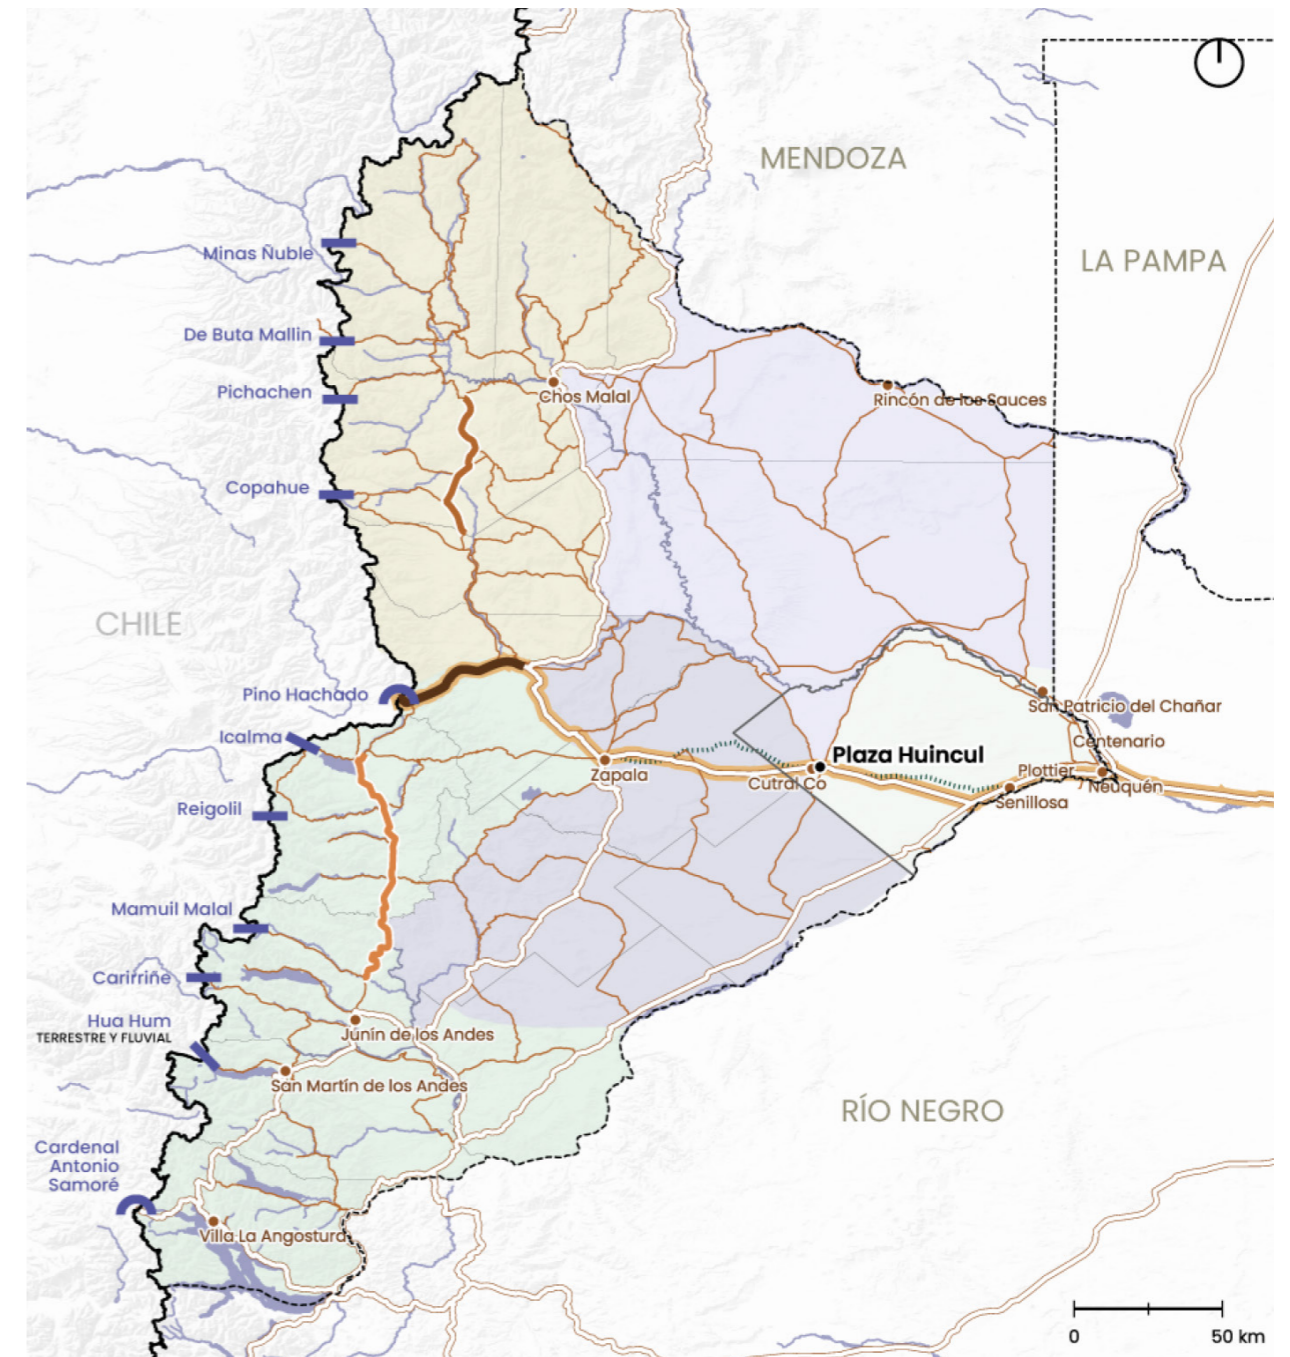 MENDOZA
LA PAMPA
Minas Ñuble
De Buta Mallin
Pichachen
Chos Malal
Rincón de los Sauces
Copahue
CHILE
Pino Hachado
San Patricio del Chañar
Icalma
Centenario
Plaza Huincul
Zapala
Cutral Có
Plottier
Neuquén
Senillosa
Reigolil
Mamuil Malal
Carirriñe
Hua Hum
TERRESTRE Y FLUVIAL
Junín de los Andes
San Martín de los Andes
RÍO NEGRO
Cardenal
Antonio
Samoré
Villa La Angostura
0
50 km